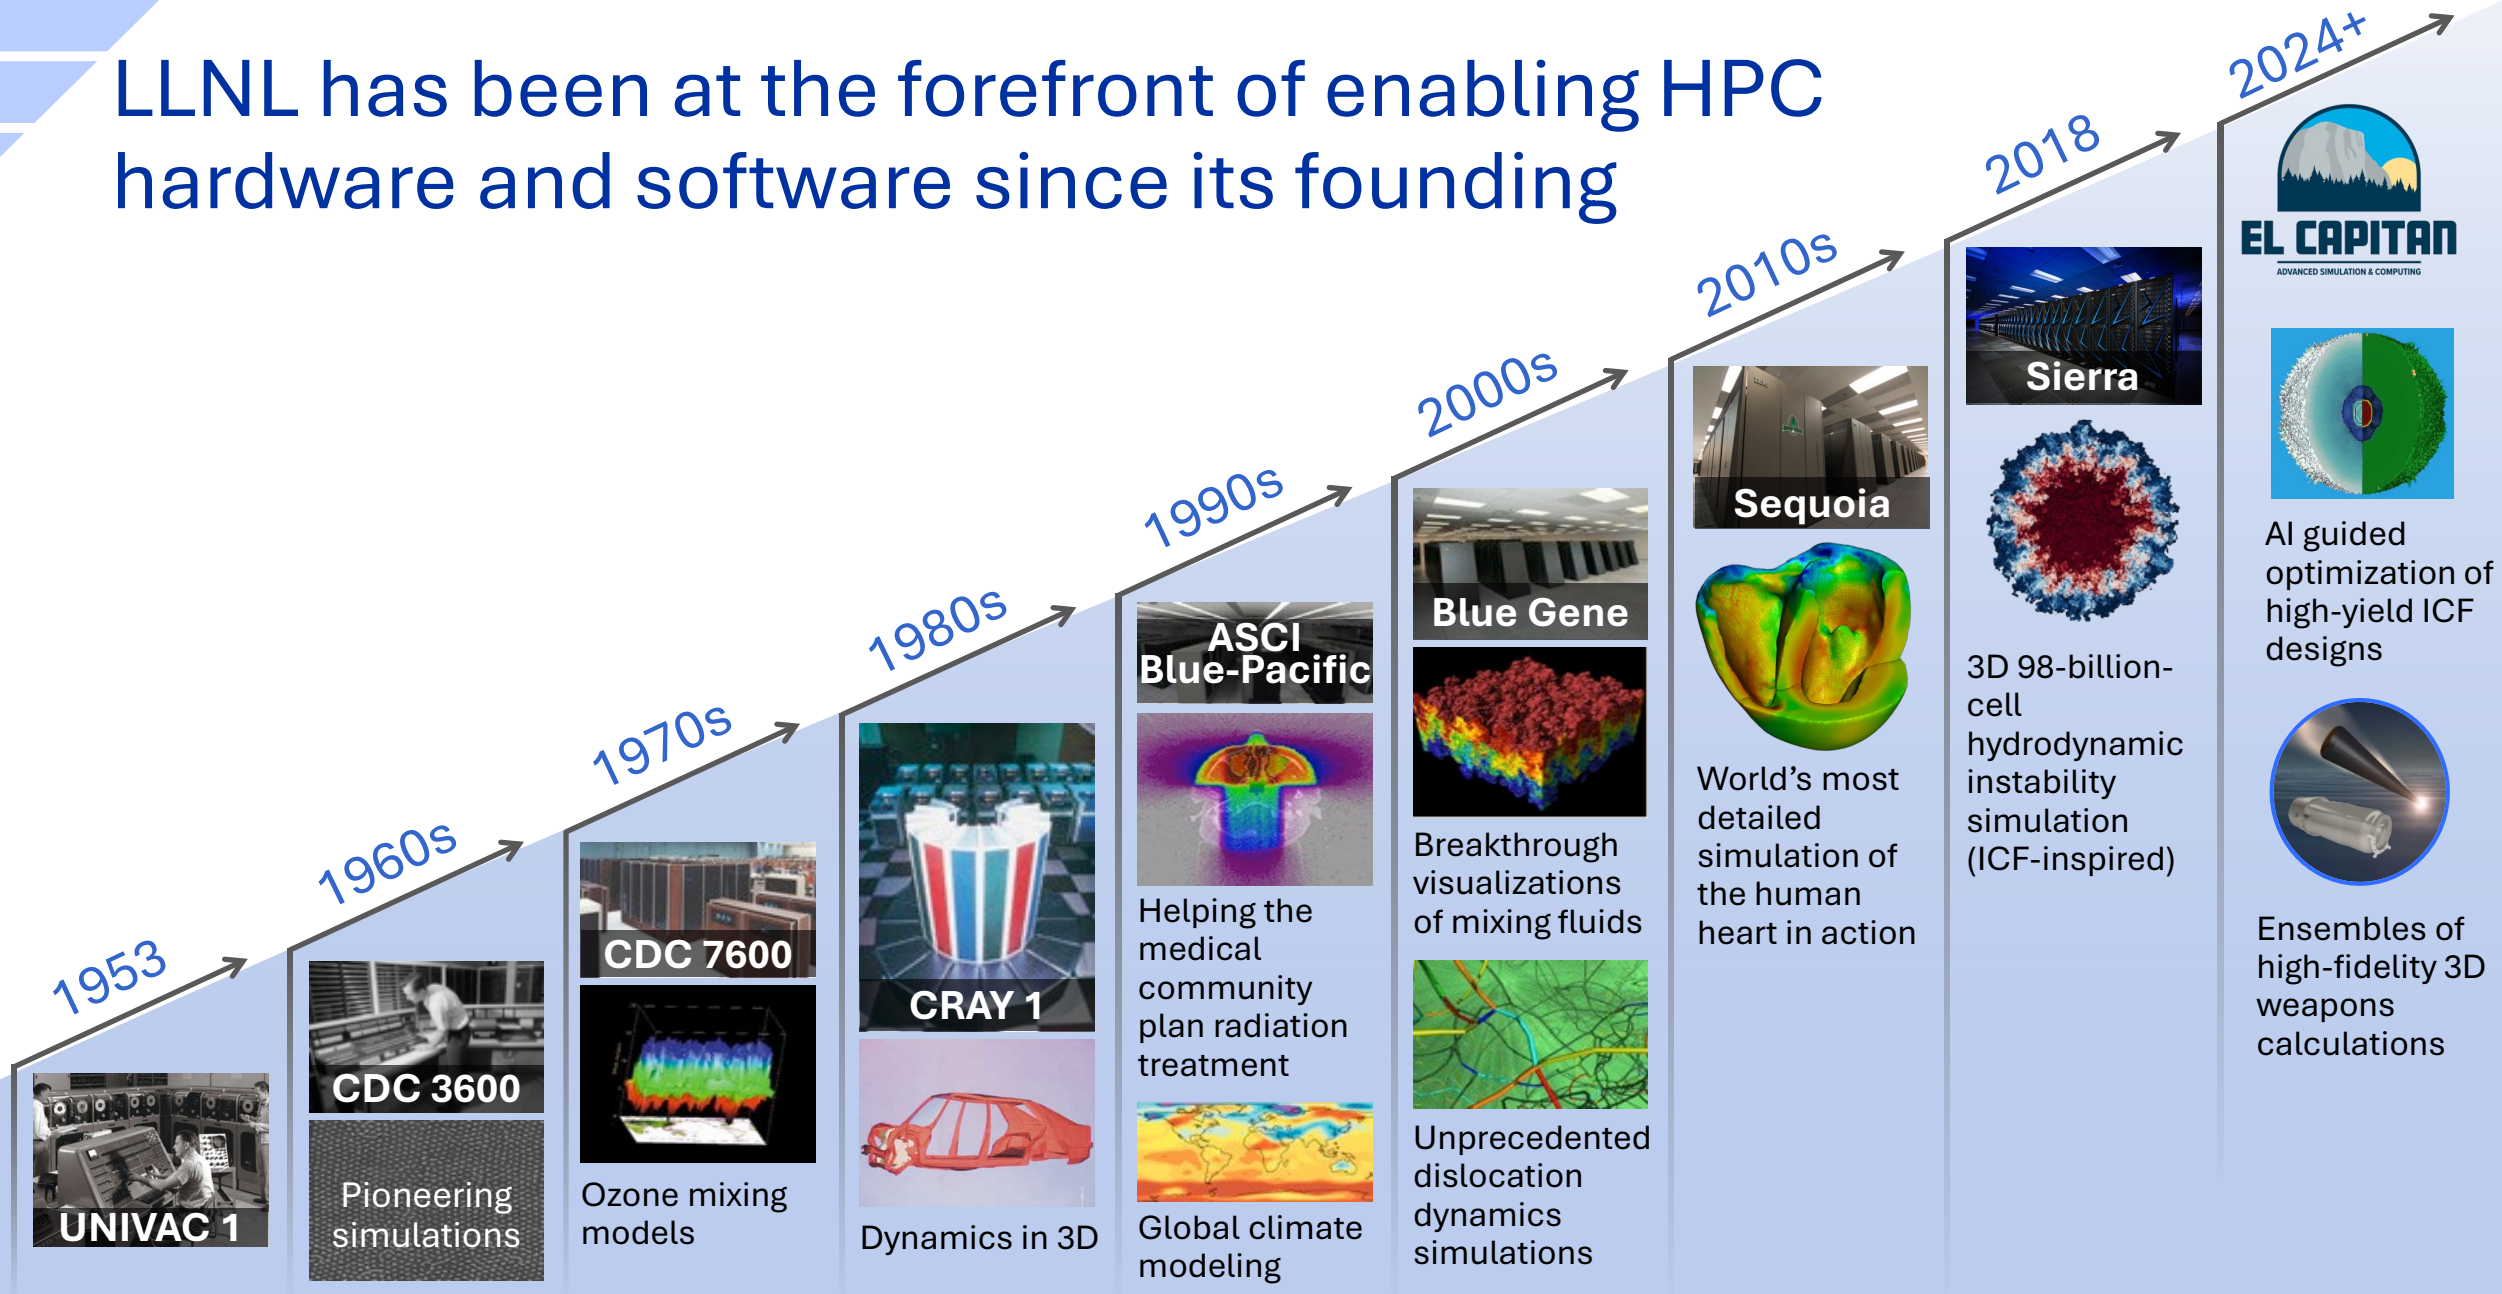 LLNL has been at the forefront of enabling HPC
hardware and software since its founding
1953
UNIVAC 1
1960s
CDC 3600
Pioneering
simulations
1970s
CDC 7600
Ozone mixing
models
1980s
CRAY 1
Dynamics in 3D
1990s
ASCI
Blue-Pacific
Helping the
medical
community
plan radiation
treatment
Global climate
modeling
2000s
Blue Gene
Breakthrough
visualizations
of mixing fluids
Unprecedented
dislocation
dynamics
simulations
2010s
Sequoia
World’s most
detailed
simulation of
the human
heart in action
2018
Sierra
3D 98-billion-
cell
hydrodynamic
instability
simulation
(ICF-inspired)
2024+
EL CAPITAN
ADVANCED SIMULATION & COMPUTING
AI guided
optimization of
high-yield ICF
designs
Ensembles of
high-fidelity 3D
weapons
calculations